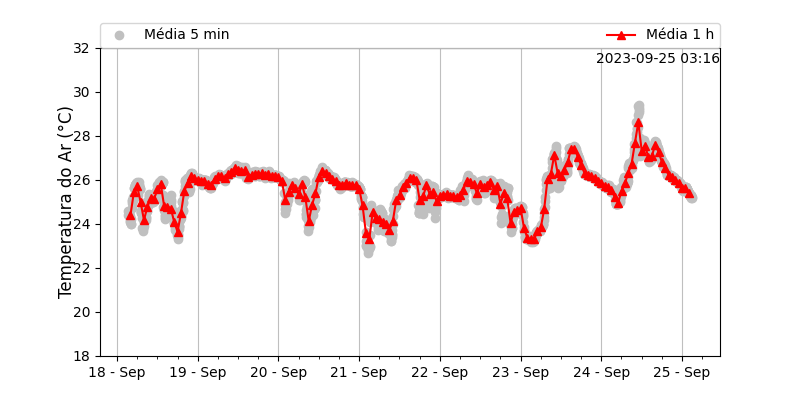 Média 5 min
Média 1 h
2023-09-25 03:16
Temperatura do Ar (°C)
32
30
28
26
24
22
20
18
18 - Sep
19 - Sep
20 - Sep
21 - Sep
22 - Sep
23 - Sep
24 - Sep
25 - Sep